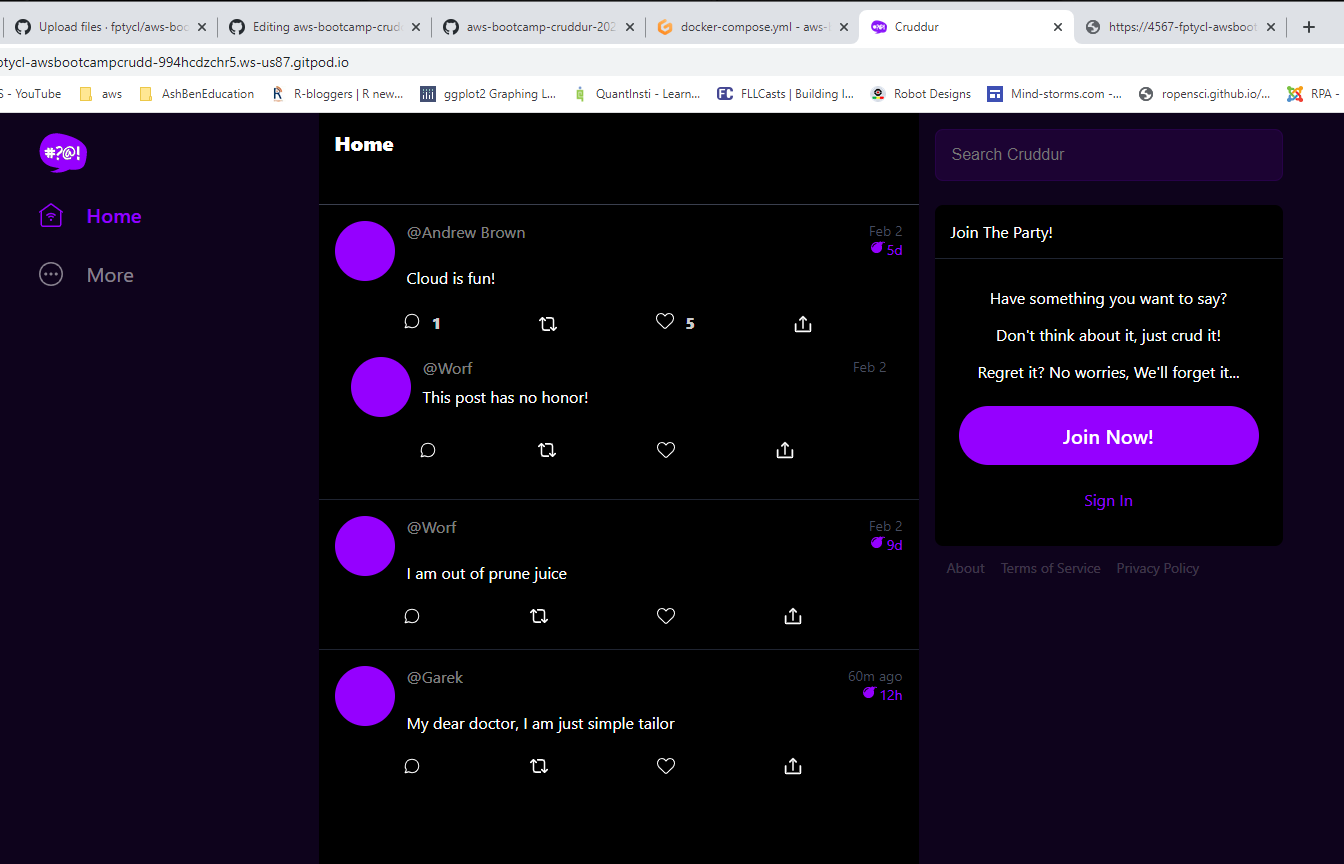 Upload files · fptycl/aws-boo
Editing aws-bootcamp-crud
aws-bootcamp-cruddur-202
docker-compose.yml - aws-
Cruddur
https://4567-fptycl-awsboot
ptycl-awsbootcampcrudd-994hcdzchr5.ws-us87.gitpod.io
S - YouTube
aws
AshBenEducation
R-bloggers | R new...
ggplot2 Graphing L...
QuantInsti - Learn...
FLLCasts | Building I...
Robot Designs
Mind-storms.com -...
ropensci.github.io/...
RPA -
#?@!
Home
More
Home
@Andrew Brown
Feb 2
5d
Cloud is fun!
1
5
@Worf
Feb 2
This post has no honor!
@Worf
Feb 2
9d
I am out of prune juice
@Garek
60m ago
12h
My dear doctor, I am just simple tailor
Search Cruddur
Join The Party!
Have something you want to say?
Don't think about it, just crud it!
Regret it? No worries, We'll forget it...
Join Now!
Sign In
About
Terms of Service
Privacy Policy